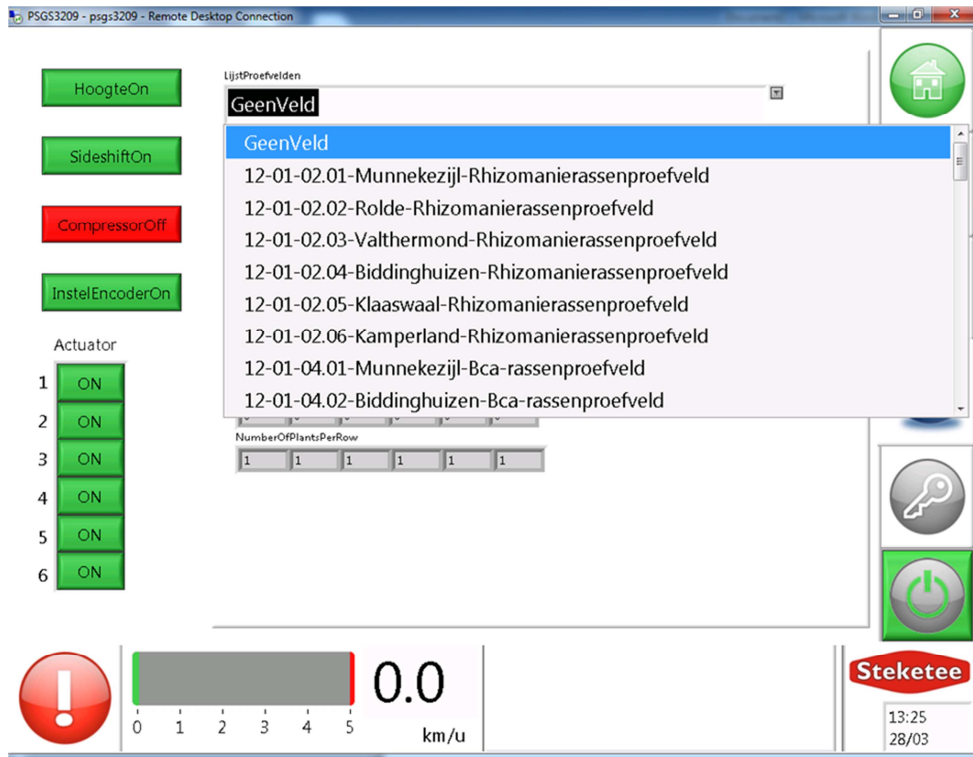 PSGS3209 - psgs3209 - Remote Desktop Connection
HoogteOn
SideshiftOn
CompressorOff
InstelEncoderOn
Actuator
1 ON
2 ON
3 ON
4 ON
5 ON
6 ON
LijstProefvelden
GeenVeld
GeenVeld
12-01-02.01-Munnekezijl-Rhizomanierassenproefveld
12-01-02.02-Rolde-Rhizomanierassenproefveld
12-01-02.03-Valthermond-Rhizomanierassenproefveld
12-01-02.04-Biddinghuizen-Rhizomanierassenproefveld
12-01-02.05-Klaaswaal-Rhizomanierassenproefveld
12-01-02.06-Kamperland-Rhizomanierassenproefveld
12-01-04.01-Munnekezijl-Bca-rassenproefveld
12-01-04.02-Biddinghuizen-Bca-rassenproefveld
NumberOfPlantsPerRow
1 1 1 1 1 1
0 1 2 3 4 5
0.0
km/u
Steketee
13:25
28/03